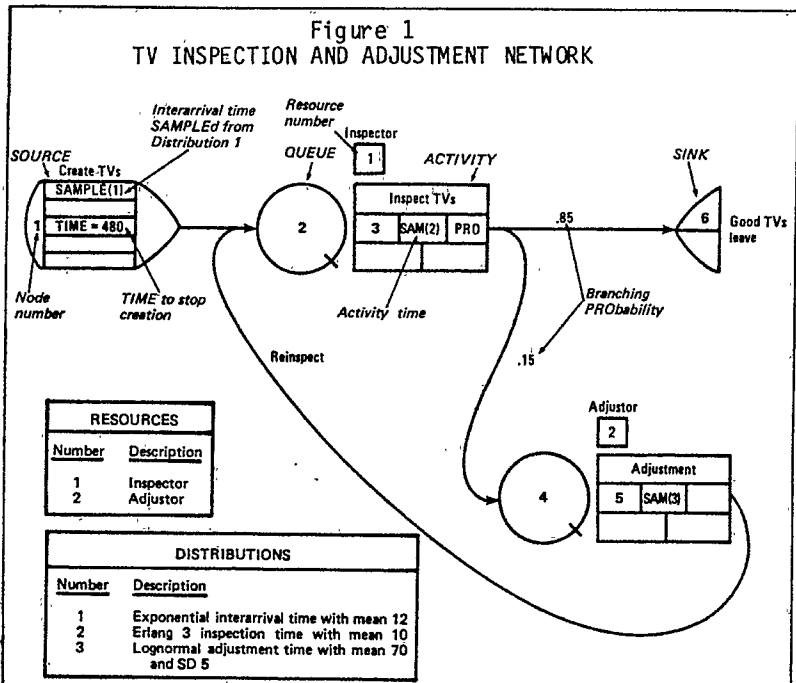 Figure 1
TV INSPECTION AND ADJUSTMENT NETWORK
Interarrival time
SAMPLEd from
Distribution 1
Resource
number
Inspector
1
SOURCE
Create TVs
SAMPLE(1)
1
TIME = 480
Node
number
TIME to stop
creation
QUEUE
2
ACTIVITY
Inspect TVs
3 SAM(2) PRO
Activity time
.85
SINK
6
Good TVs
leave
Branching
PRObability
.15
Reinspect
Adjustor
2
4
Adjustment
5 SAM(3)
RESOURCES
Number Description
1 Inspector
2 Adjustor
DISTRIBUTIONS
Number Description
1 Exponential interarrival time with mean 12
2 Erlang 3 inspection time with mean 10
3 Lognormal adjustment time with mean 70
and SD 5